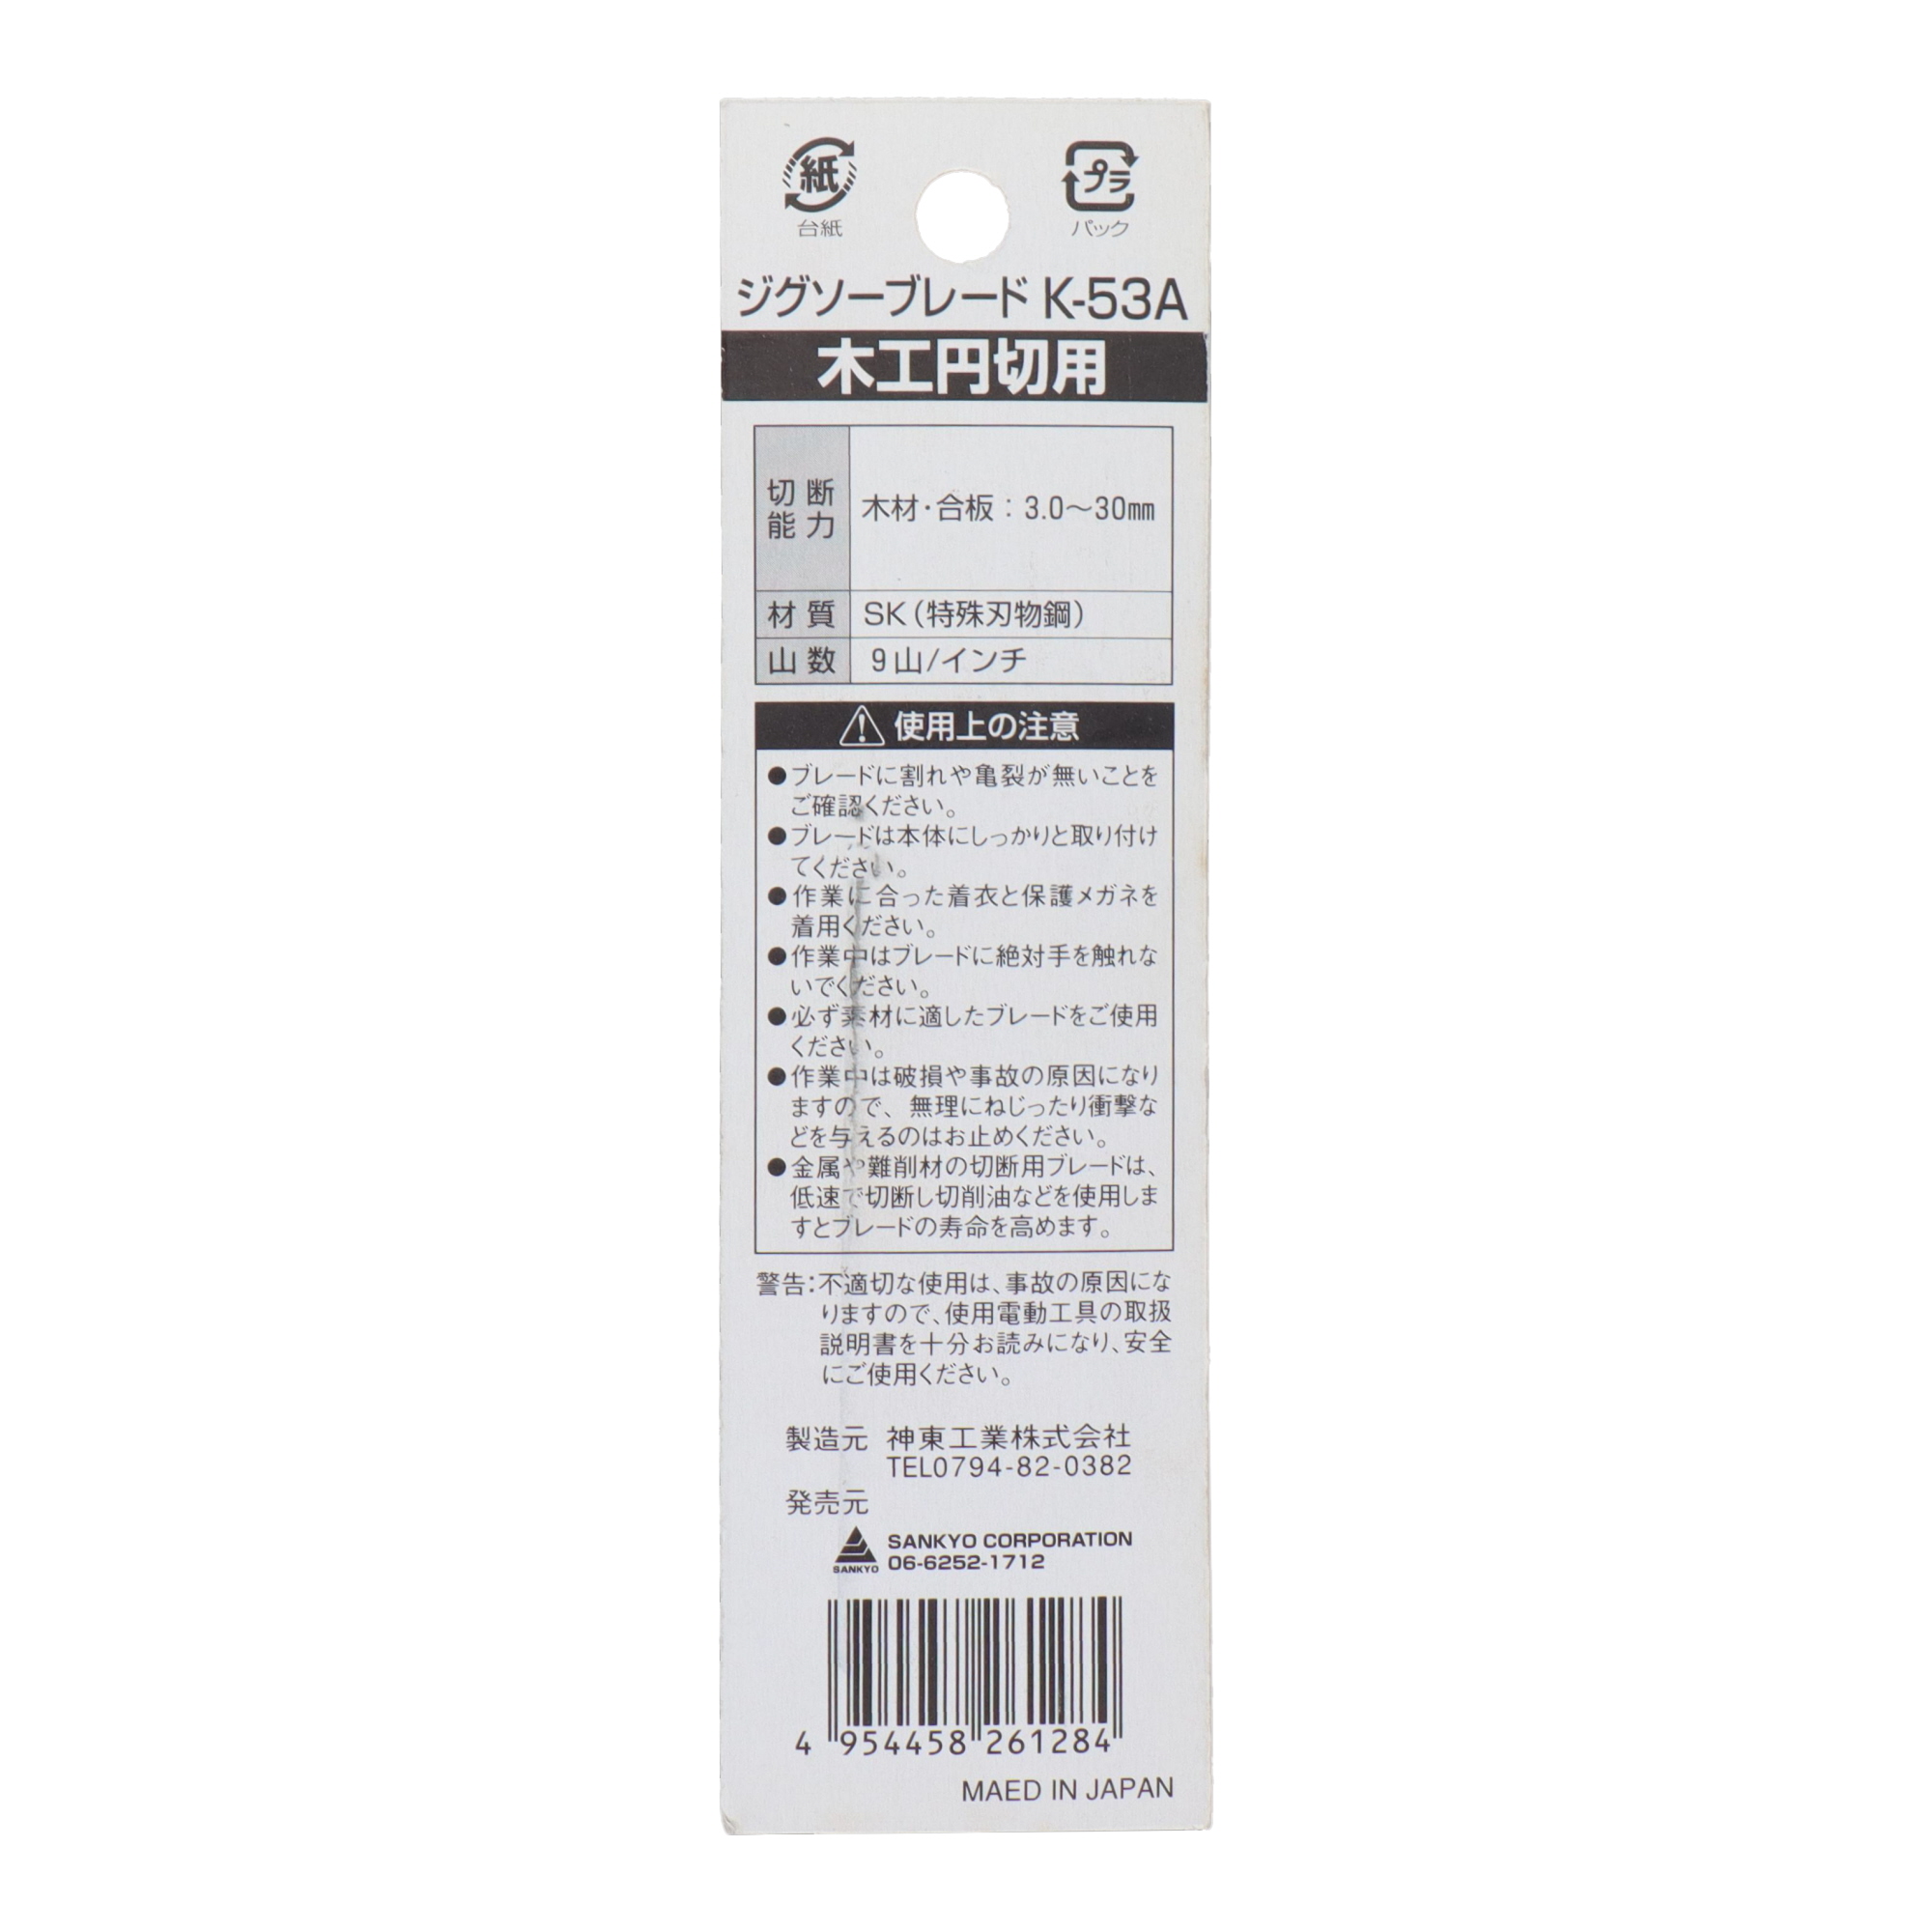 紙 プラ
台紙 パック
ジグソーブレード K-53A
木工円切用
切断
能力
木材・合板：3.0～30mm
材質 SK（特殊刃物鋼）
山数 9山/インチ
使用上の注意
●ブレードに割れや亀裂が無いことを
ご確認ください。
●ブレードは本体にしっかりと取り付け
てください。
●作業に合った着衣と保護メガネを
着用ください。
●作業中はブレードに絶対手を触れな
いでください。
●必ず素材に適したブレードをご使用
ください。
●作業中は破損や事故の原因になり
ますので、無理にねじったり衝撃な
どを与えるのはお止めください。
●金属や難削材の切断用ブレードは、
低速で切断し切削油などを使用しま
すとブレードの寿命を高めます。
警告：不適切な使用は、事故の原因にな
りますので、使用電動工具の取扱
説明書を十分お読みになり、安全
にご使用ください。
製造元 神東工業株式会社
TEL0794-82-0382
発売元
SANKYO CORPORATION
SANKYO 06-6252-1712
4 954458 261284
MAED IN JAPAN